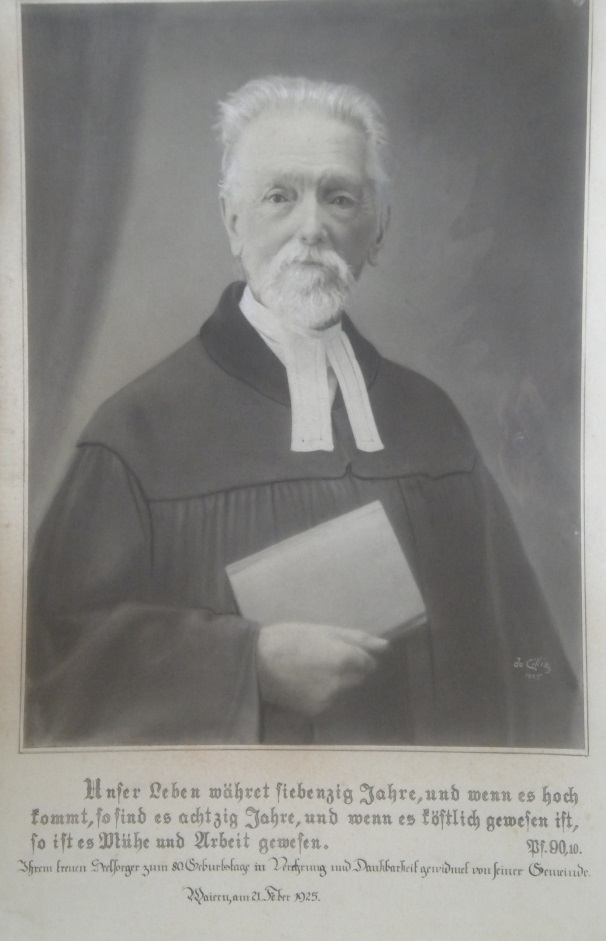 1925
Unser Leben währet siebenzig Jahre, und wenn es hoch
kommt, so sind es achtzig Jahre, und wenn es köstlich gewesen ist,
so ist es Mühe und Arbeit gewesen. Ps. 90, 10.
Ihrem treuen Seelsorger zum 80 Geburtstage in Verehrung und Dankbarkeit gewidmet von seiner Gemeinde.
Waiern, am 21. Feber 1925.